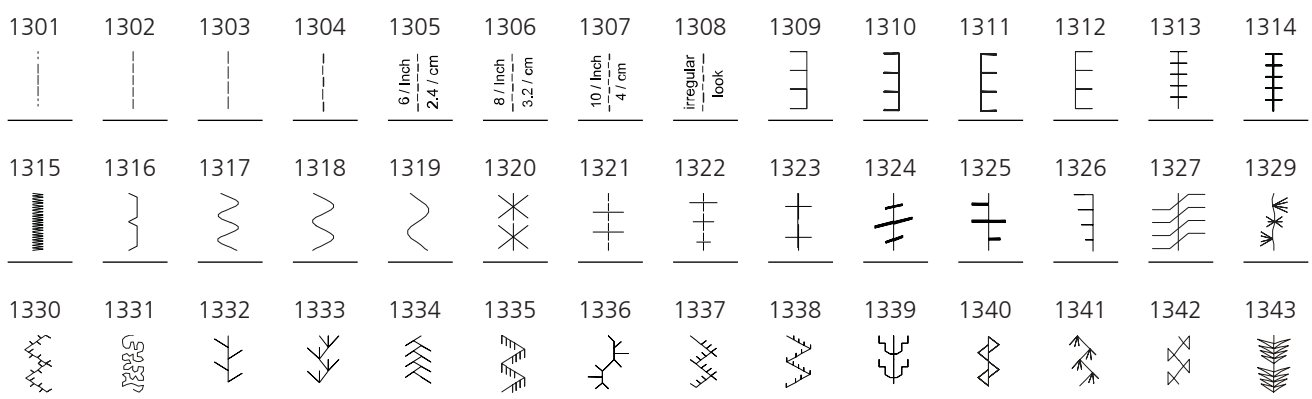 1301 1302 1303 1304 1305 1306 1307 1308 1309 1310 1311 1312 1313 1314
6 / Inch
2.4 / cm
8 / Inch
3.2 / cm
10 / Inch
4 / cm
irregular
look
1315 1316 1317 1318 1319 1320 1321 1322 1323 1324 1325 1326 1327 1329
1330 1331 1332 1333 1334 1335 1336 1337 1338 1339 1340 1341 1342 1343